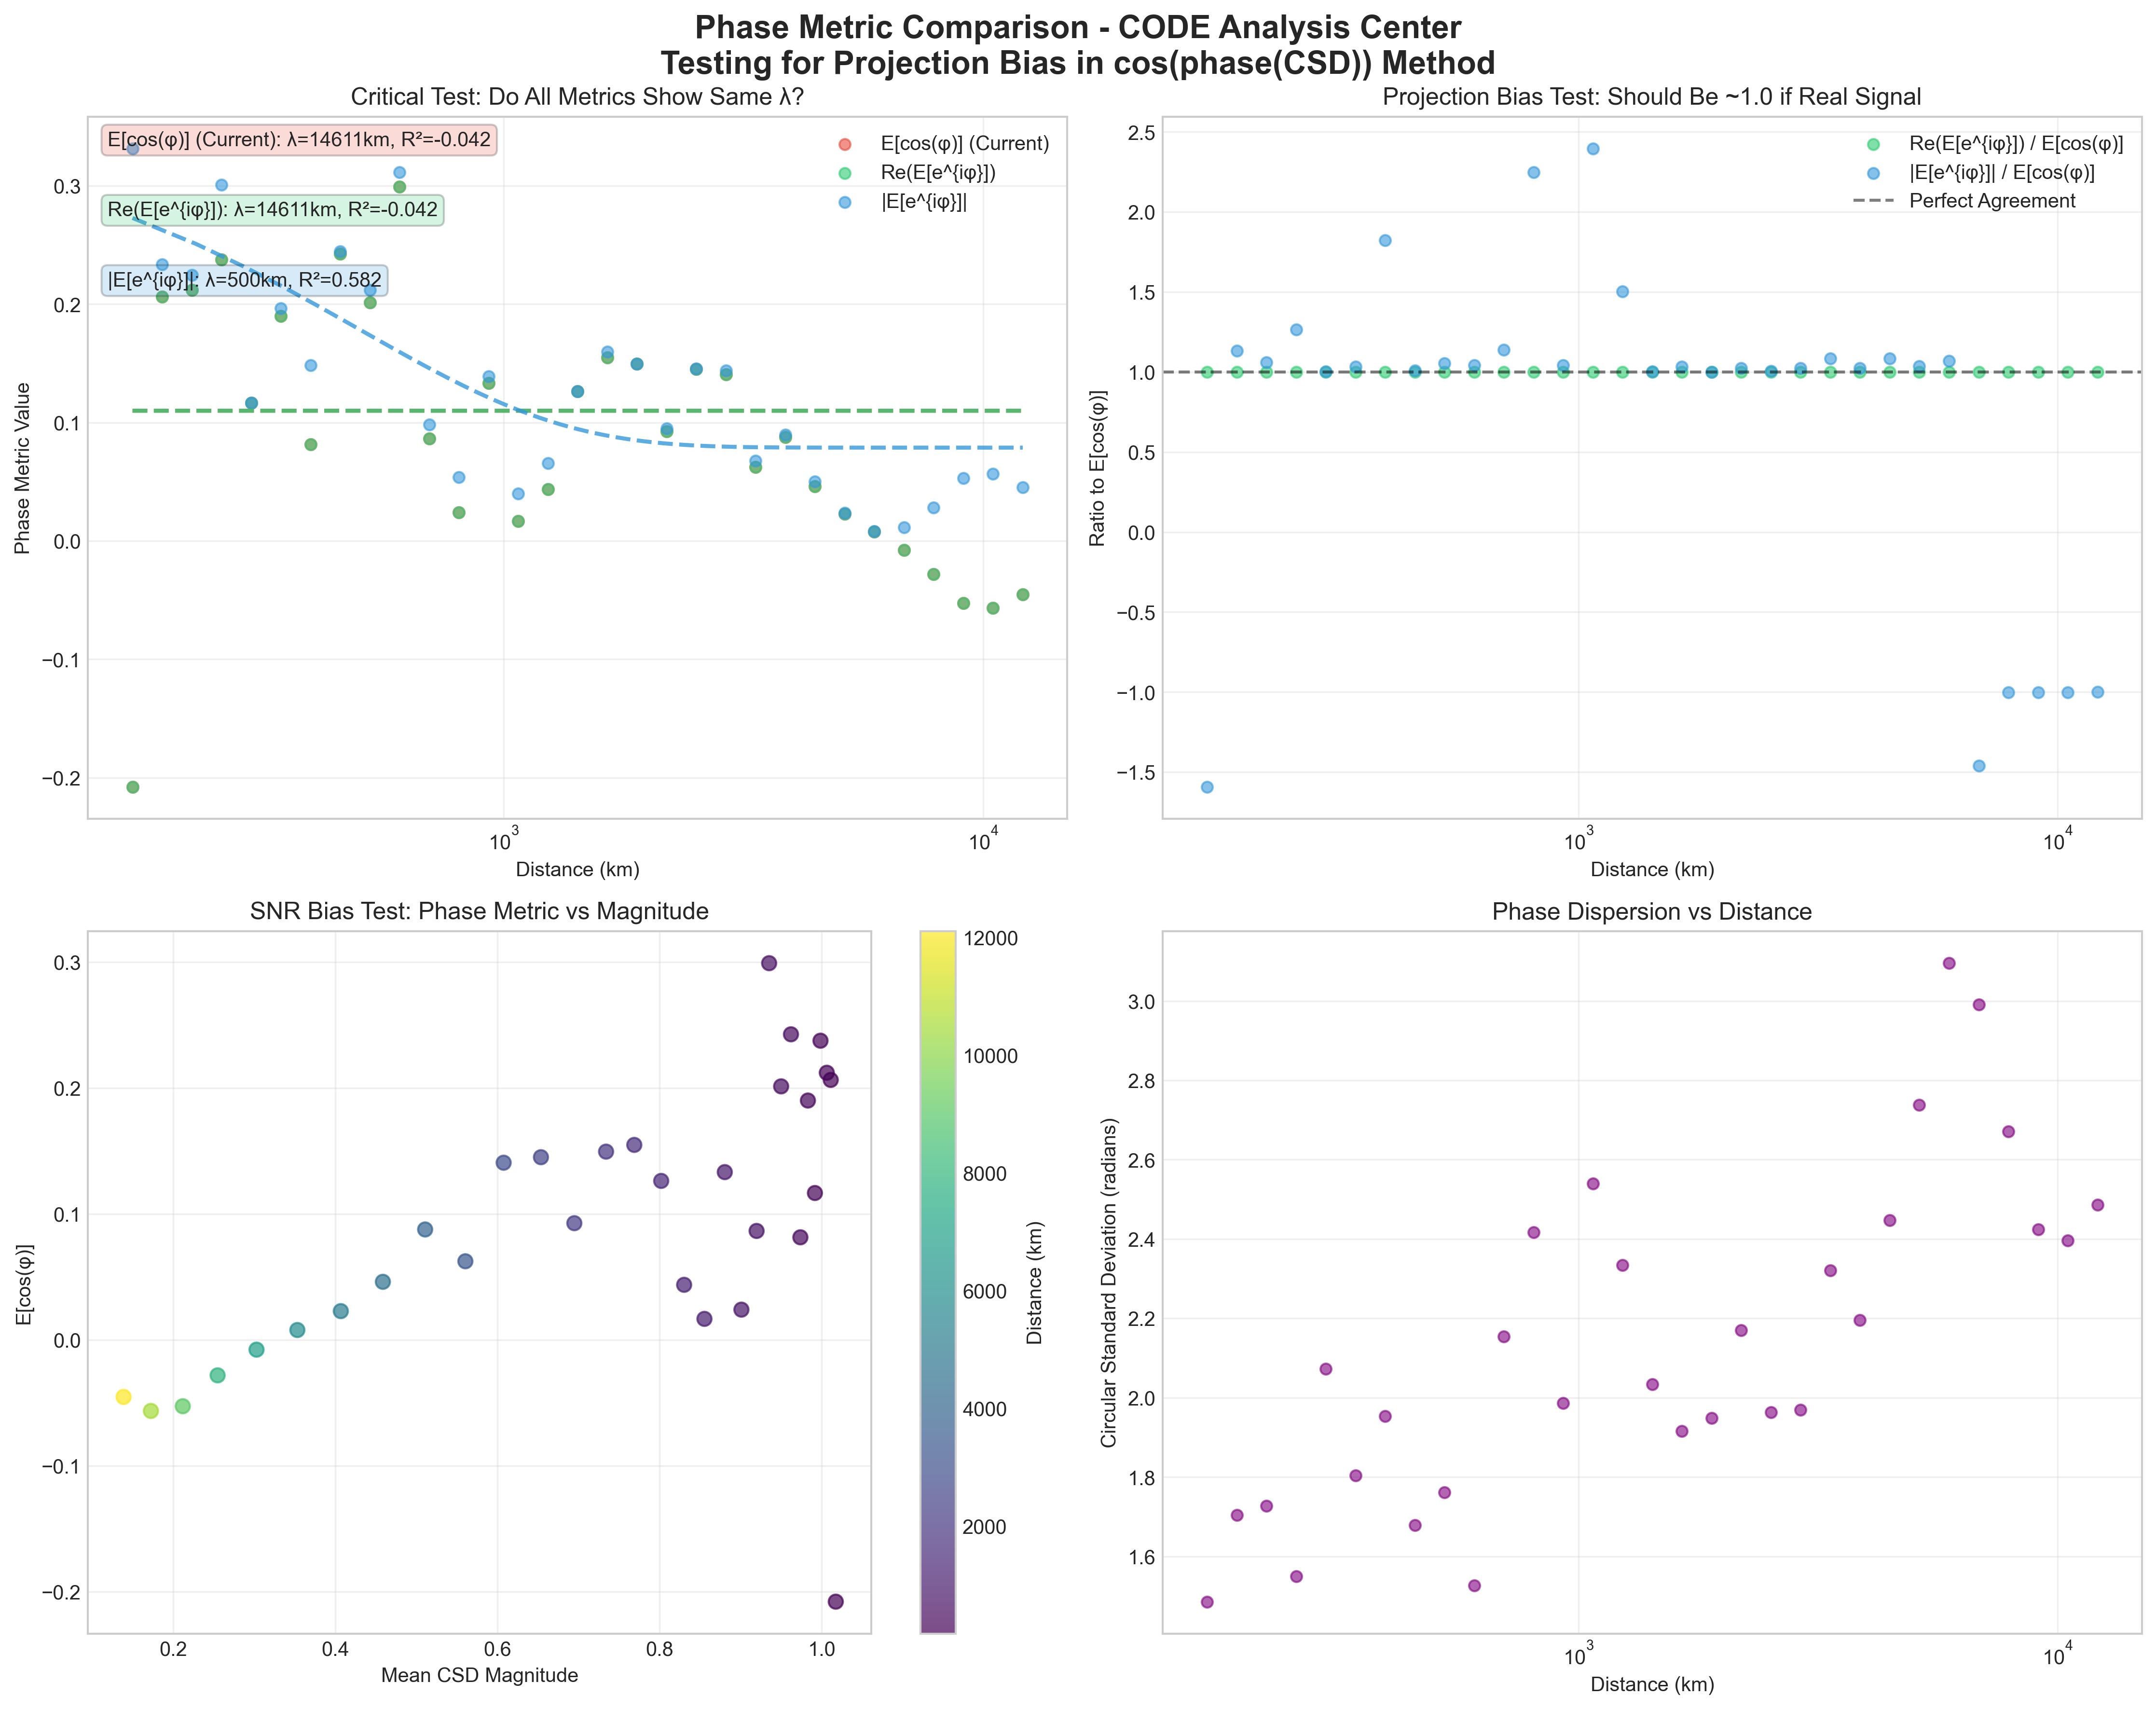 Phase Metric Comparison - CODE Analysis Center
Testing for Projection Bias in cos(phase(CSD)) Method
Critical Test: Do All Metrics Show Same λ?
E[cos(φ)] (Current): λ=14611km, R²=-0.042
Re(E[e^{iφ}]): λ=14611km, R²=-0.042
|E[e^{iφ}]|: λ=500km, R²=0.582
E[cos(φ)] (Current)
Re(E[e^{iφ}])
|E[e^{iφ}]|
Phase Metric Value
0.3
0.2
0.1
0.0
−0.1
−0.2
10³
10⁴
Distance (km)
Projection Bias Test: Should Be ~1.0 if Real Signal
Re(E[e^{iφ}]) / E[cos(φ)]
|E[e^{iφ}]| / E[cos(φ)]
Perfect Agreement
Ratio to E[cos(φ)]
2.5
2.0
1.5
1.0
0.5
0.0
−0.5
−1.0
−1.5
10³
10⁴
Distance (km)
SNR Bias Test: Phase Metric vs Magnitude
E[cos(φ)]
0.3
0.2
0.1
0.0
−0.1
−0.2
0.2
0.4
0.6
0.8
1.0
Mean CSD Magnitude
12000
10000
8000
6000
4000
2000
Distance (km)
Phase Dispersion vs Distance
Circular Standard Deviation (radians)
3.0
2.8
2.6
2.4
2.2
2.0
1.8
1.6
10³
10⁴
Distance (km)